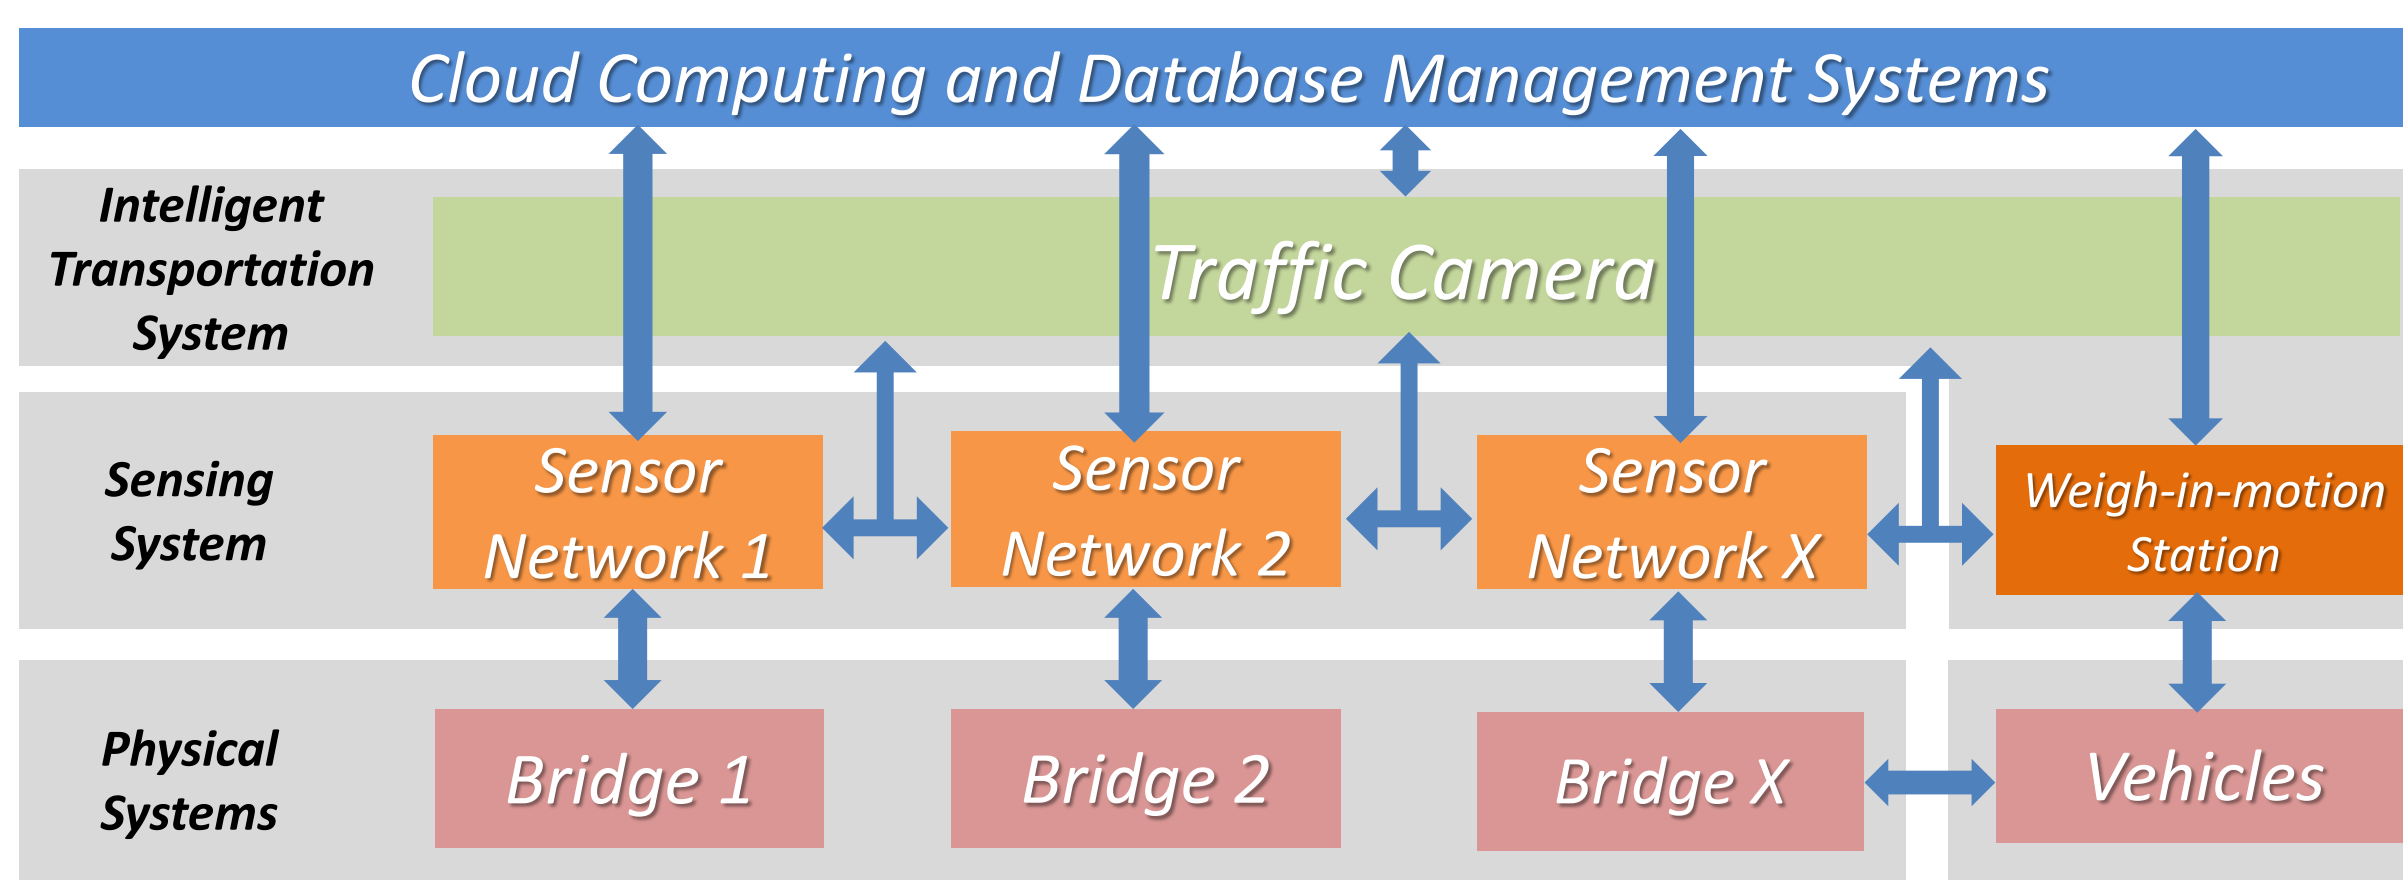 Cloud Computing and Database Management Systems
Intelligent
Transportation
System
Traffic Camera
Sensing
System
Sensor
Network 1
Sensor
Network 2
Sensor
Network X
Weigh-in-motion
Station
Physical
Systems
Bridge 1
Bridge 2
Bridge X
Vehicles